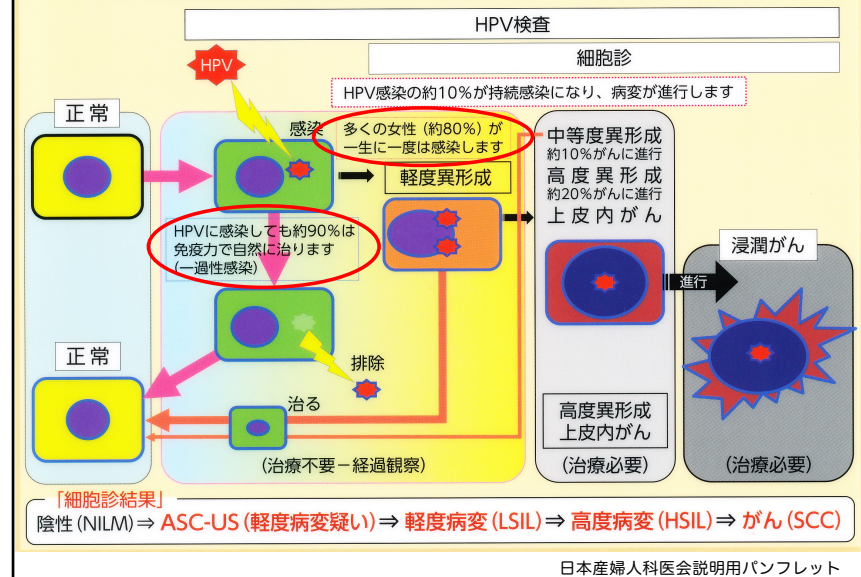 HPV検査
細胞診
HPV
HPV感染の約10%が持続感染になり、病変が進行します
正常
感染
多くの女性（約80%）が
一生に一度は感染します
軽度異形成
中等度異形成
約10%がんに進行
高度異形成
約20%がんに進行
上皮内がん
HPVに感染しても約90%は
免疫力で自然に治ります
(一過性感染)
浸潤がん
進行
正常
排除
治る
高度異形成
上皮内がん
(治療不要－経過観察)
(治療必要)
(治療必要)
「細胞診結果」
陰性(NILM)⇒ ASC-US(軽度病変疑い)⇒ 軽度病変(LSIL)⇒ 高度病変(HSIL)⇒ がん(SCC)
日本産婦人科医会説明用パンフレット